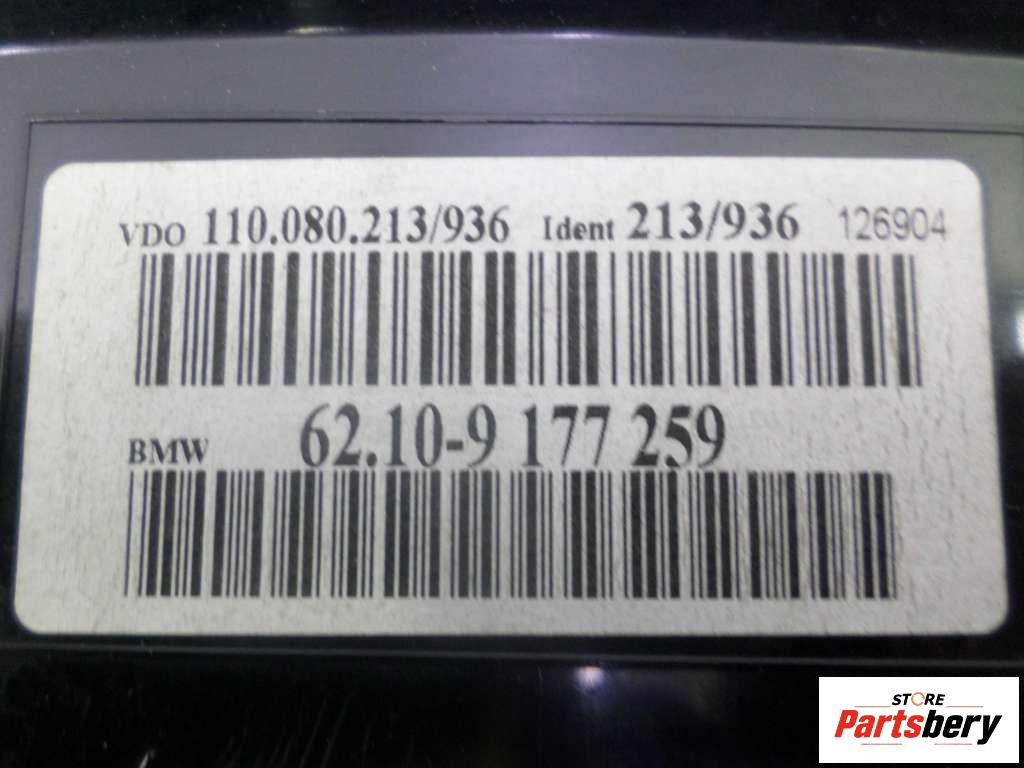 VDO 110.080.213/936 Ident 213/936 126904
BMW 62.10-9 177 259
STORE
Partsbery